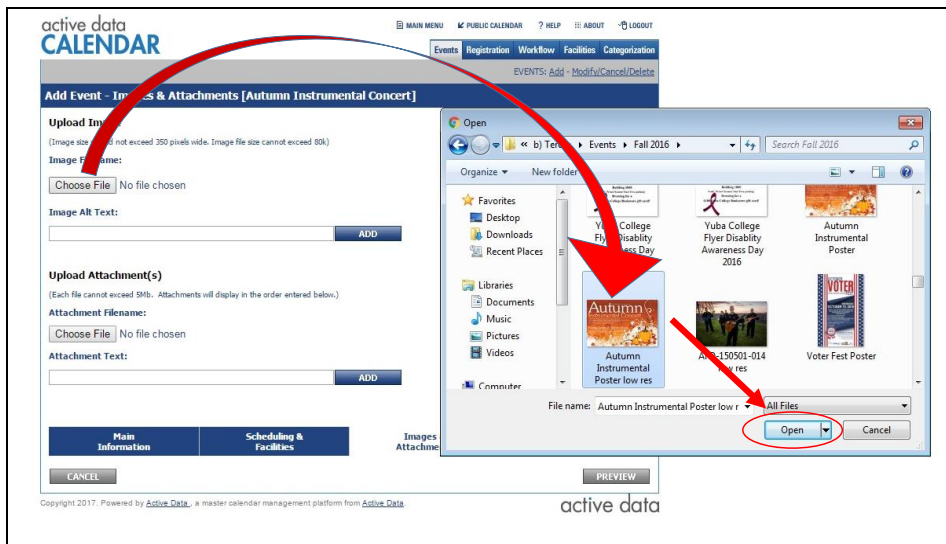 active data
CALENDAR
MAIN MENU PUBLIC CALENDAR ? HELP ABOUT LOGOUT
Events Registration Workflow Facilities Categorization
EVENTS: Add - Modify/Cancel/Delete
Add Event - Images & Attachments [Autumn Instrumental Concert]
Upload Image
(Image size not exceed 350 pixels wide. Image file size cannot exceed 80k)
Image Filename:
Choose File No file chosen
Image Alt Text:
ADD
Upload Attachment(s)
(Each file cannot exceed 5Mb. Attachments will display in the order entered below.)
Attachment Filename:
Choose File No file chosen
Attachment Text:
ADD
Main
Information
Scheduling &
Facilities
Images
Attachme
CANCEL
PREVIEW
Copyright 2017. Powered by Active Data , a master calendar management platform from Active Data.
active data
Open
« b) Ter Events Fall 2016
Search Fall 2016
Organize New folder
Favorites
Desktop
Downloads
Recent Places
Libraries
Documents
Music
Pictures
Videos
Computer
Yuba College
Flyer Disablity
Awareness Day
Yuba College
Flyer Disablity
Awareness Day
2016
Autumn
Instrumental
Poster
Autumn
Instrumental Concert
Autumn
Instrumental
Poster low res
-150501-014
low res
VOTER
Voter Fest Poster
File name: Autumn Instrumental Poster low r
All Files
Open Cancel